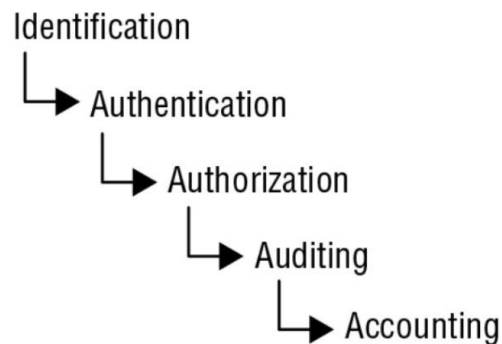 Identification
Authentication
Authorization
Auditing
Accounting